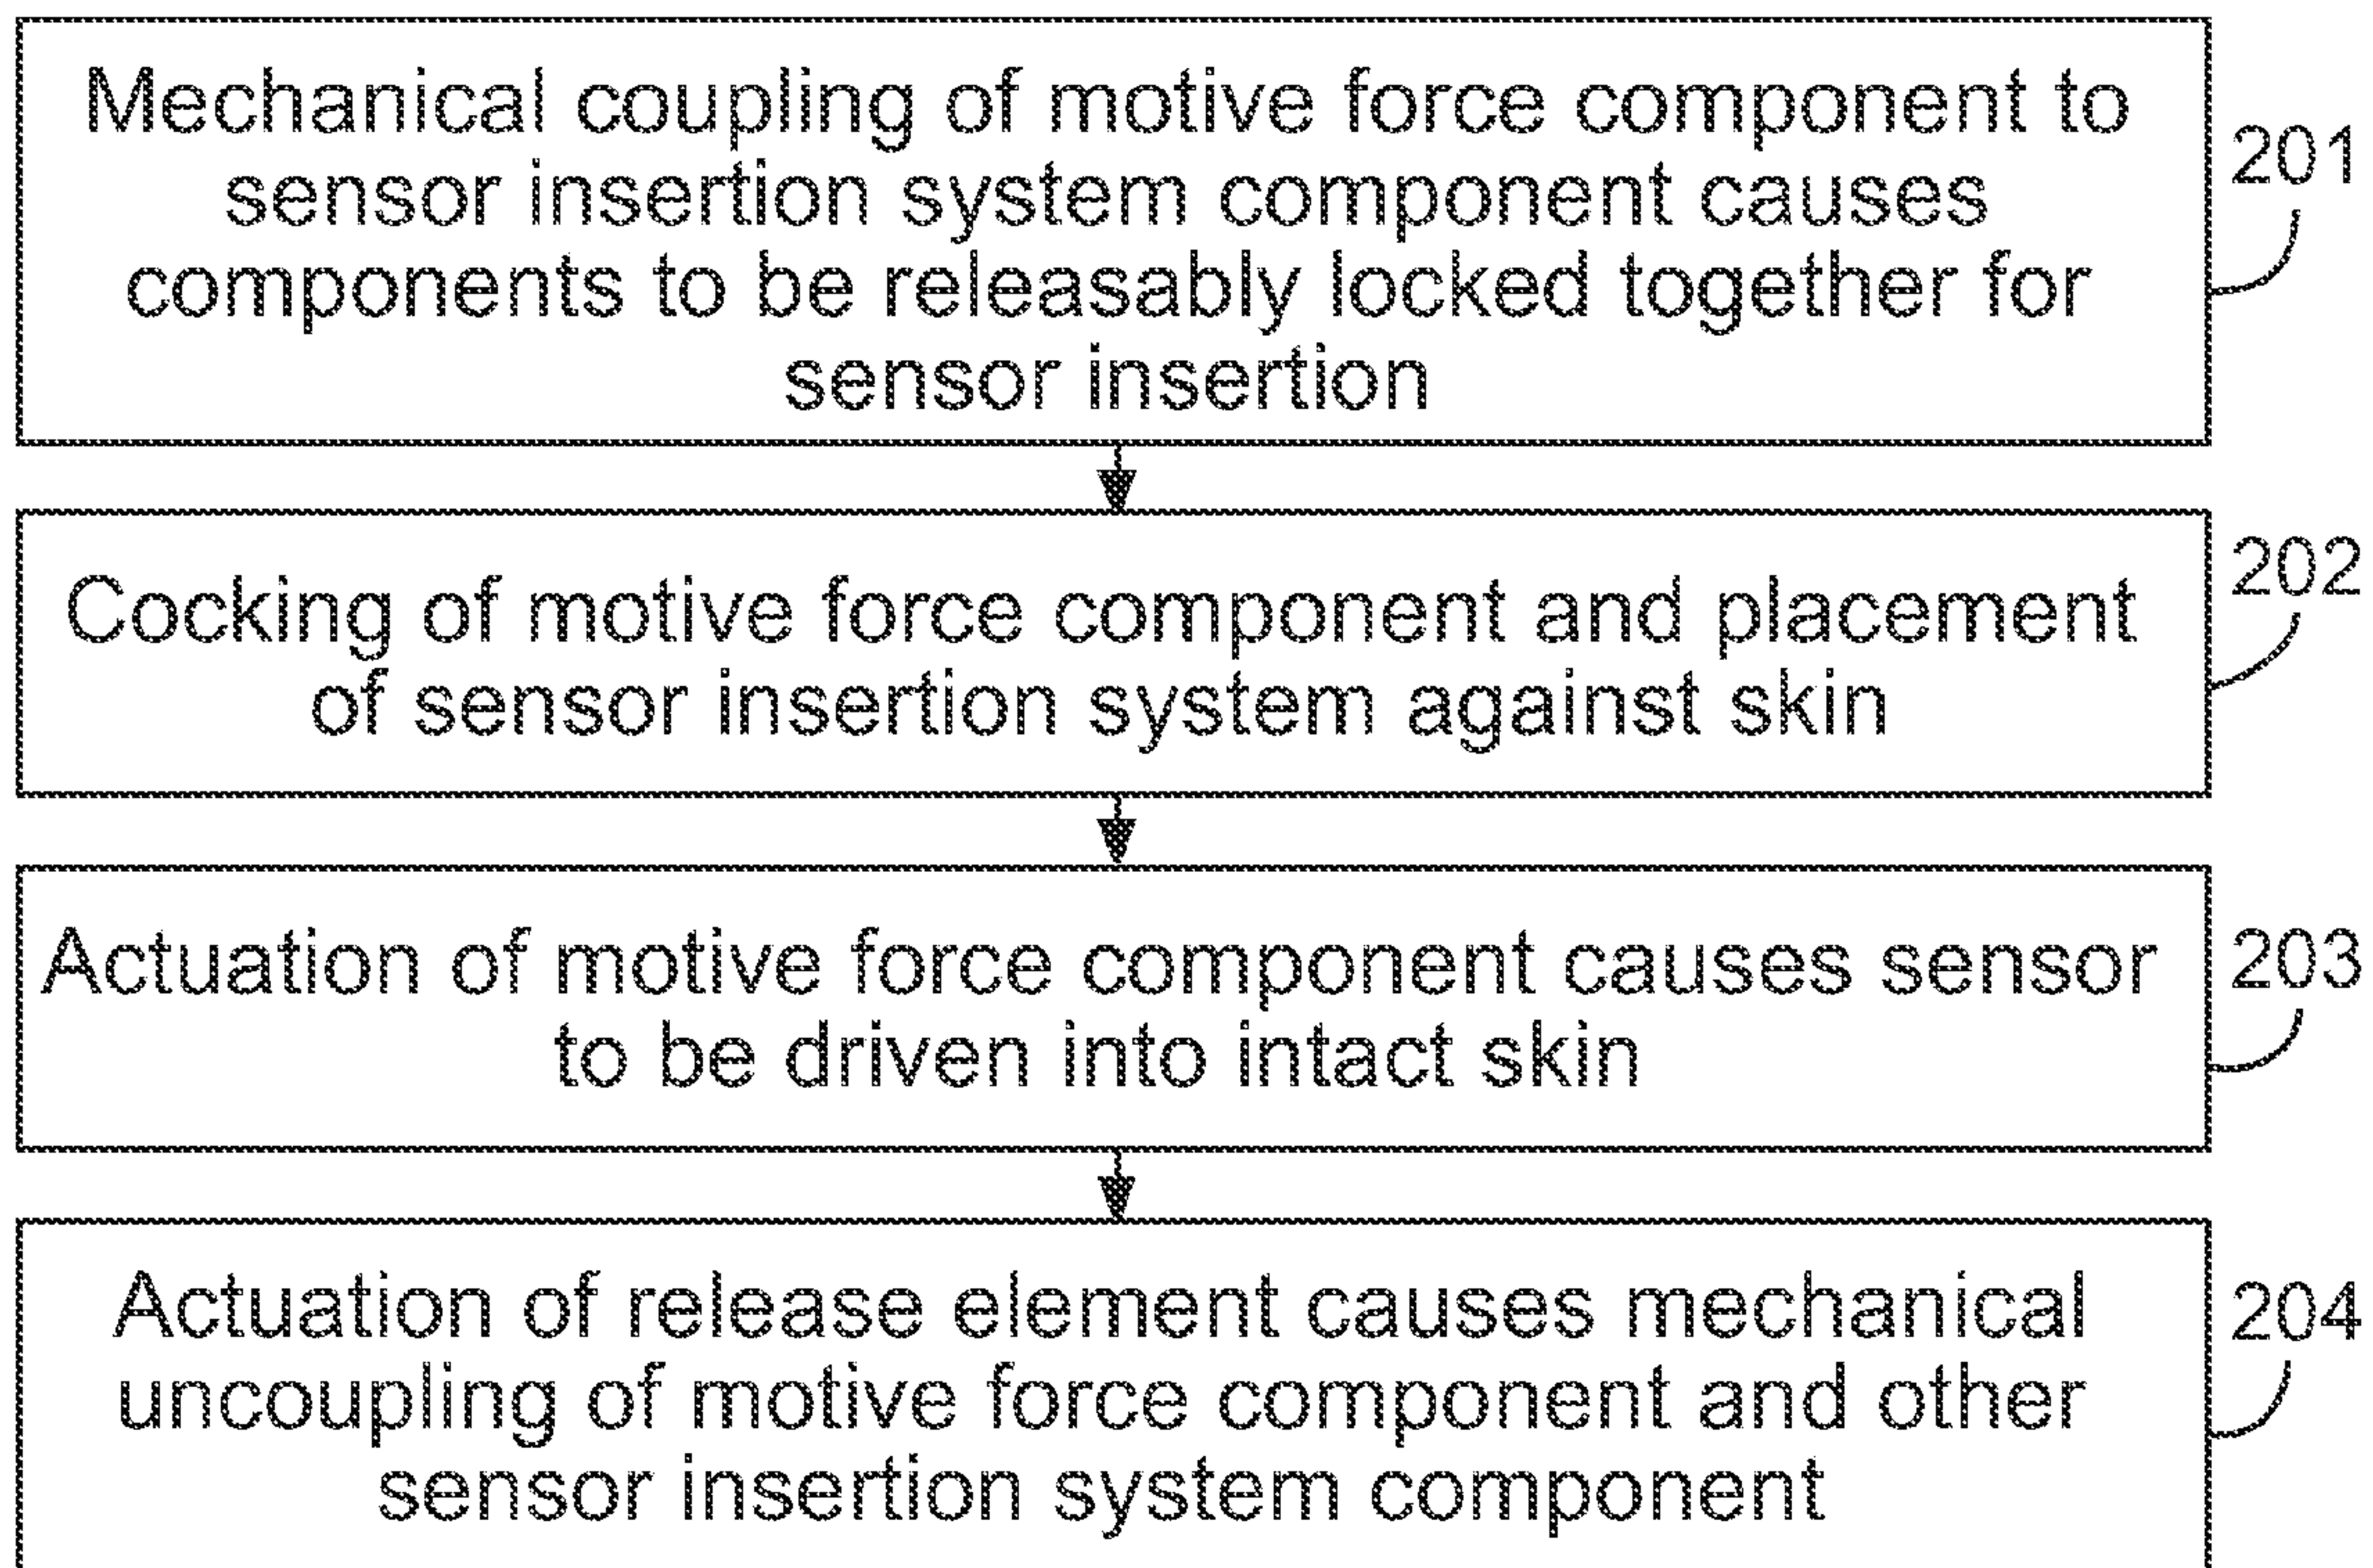 Mechanical coupling of motive force component to
sensor insertion system component causes
components to be releasably locked together for
sensor insertion
201
Cocking of motive force component and placement
of sensor insertion system against skin
202
Actuation of motive force component causes sensor
to be driven into intact skin
203
Actuation of release element causes mechanical
uncoupling of motive force component and other
sensor insertion system component
204